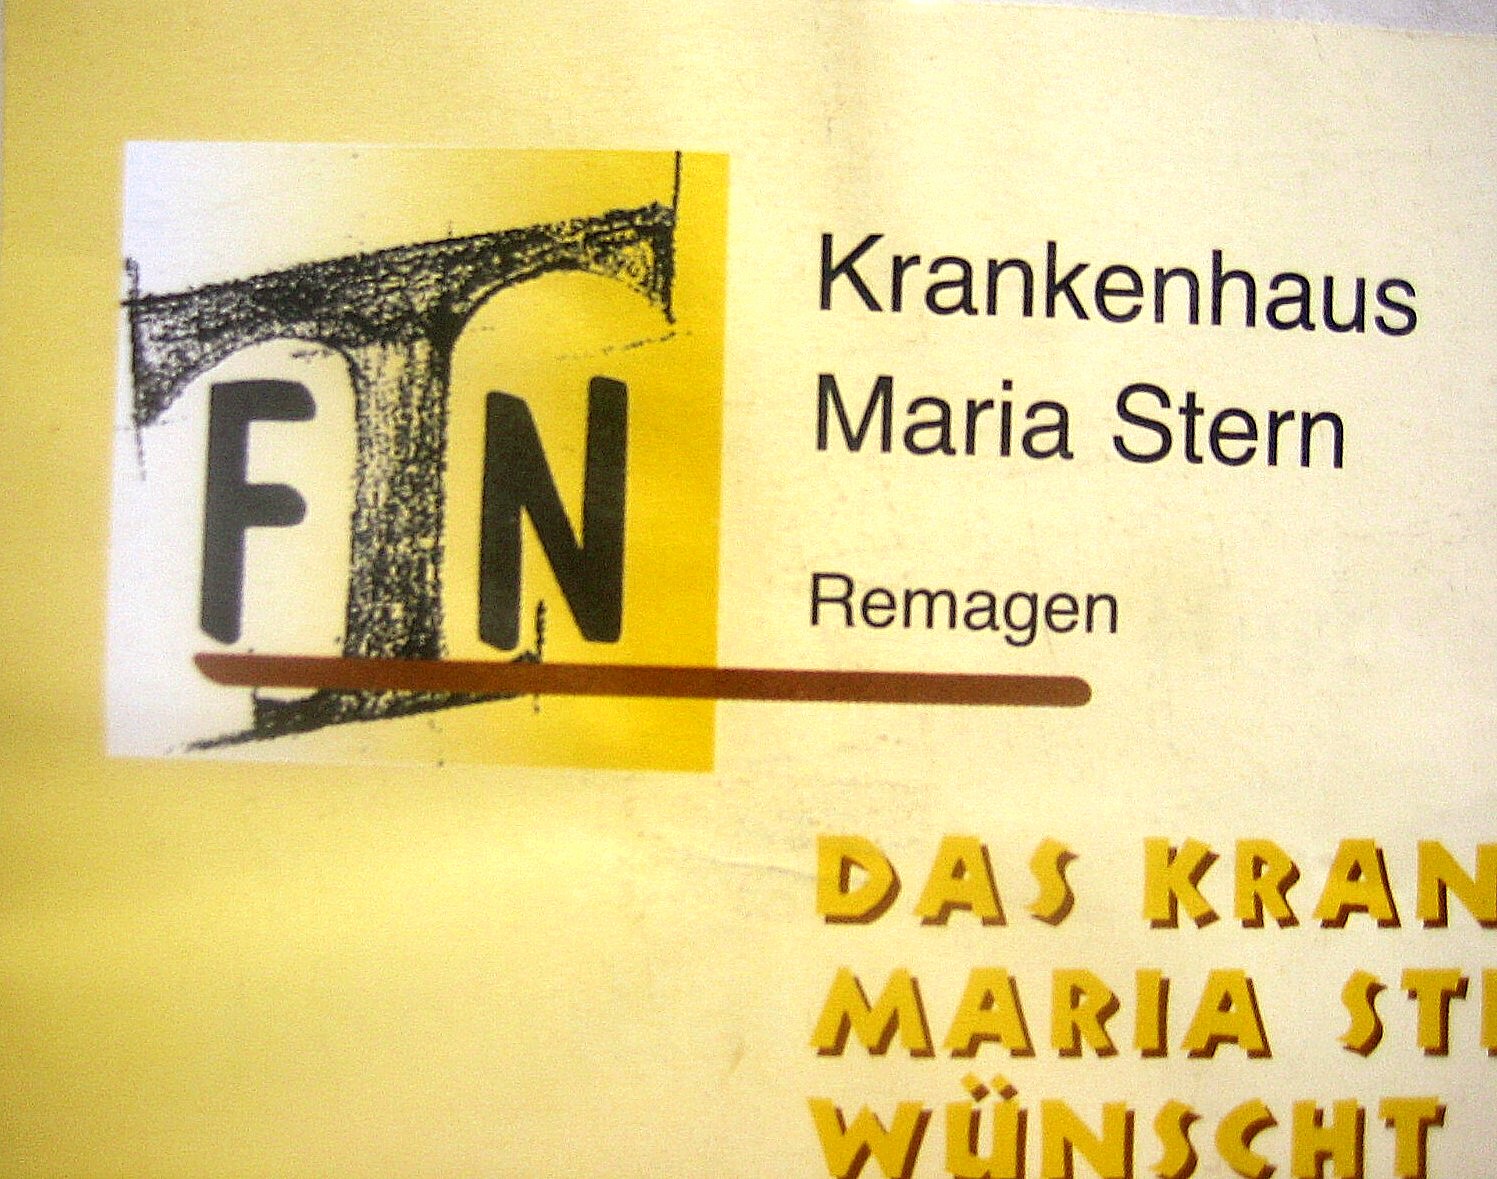 FN
Krankenhaus
Maria Stern
Remagen
DAS KRAN
MARIA ST
WÜNSCHT